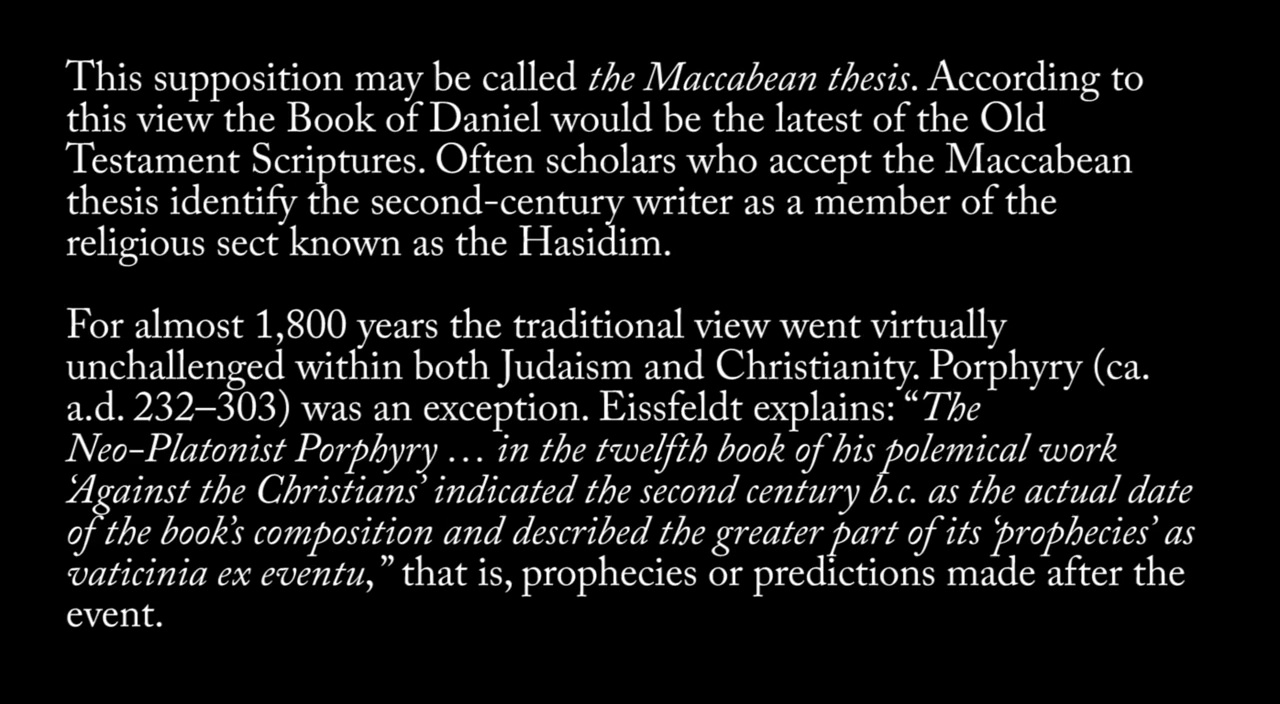 This supposition may be called the Maccabean thesis. According to
this view the Book of Daniel would be the latest of the Old
Testament Scriptures. Often scholars who accept the Maccabean
thesis identify the second-century writer as a member of the
religious sect known as the Hasidim.
For almost 1,800 years the traditional view went virtually
unchallenged within both Judaism and Christianity. Porphyry (ca.
a.d. 232–303) was an exception. Eissfeldt explains: “The
Neo-Platonist Porphyry … in the twelfth book of his polemical work
‘Against the Christians’ indicated the second century b.c. as the actual date
of the book’s composition and described the greater part of its ‘prophecies’ as
vaticinia ex eventu,” that is, prophecies or predictions made after the
event.